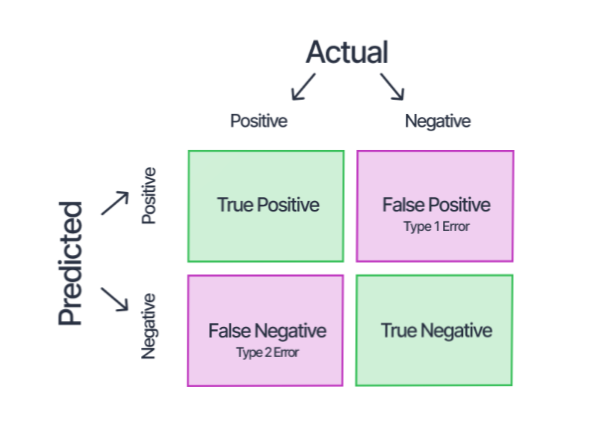 Actual
Positive
Negative
Predicted
Positive
True Positive
False Positive
Type 1 Error
Negative
False Negative
Type 2 Error
True Negative